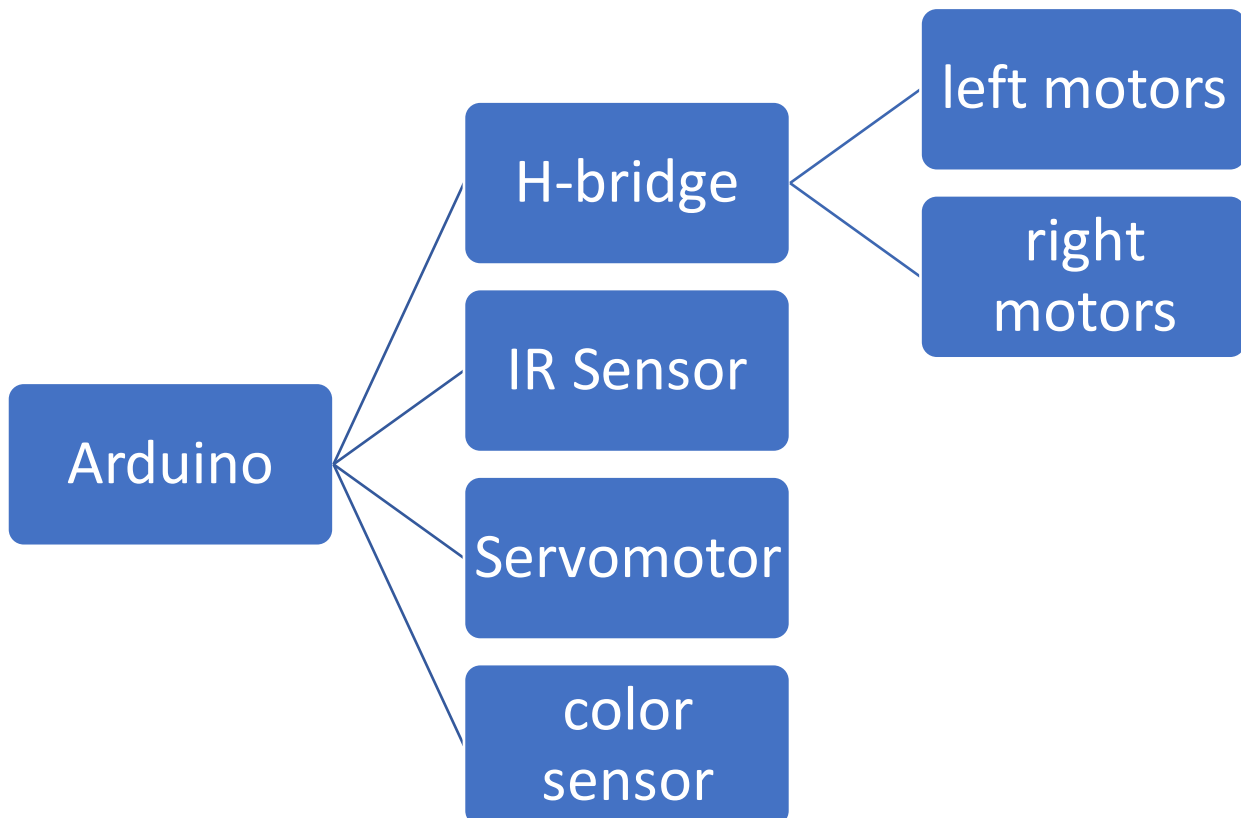 left motors
H-bridge
right
motors
IR Sensor
Arduino
Servomotor
color
sensor